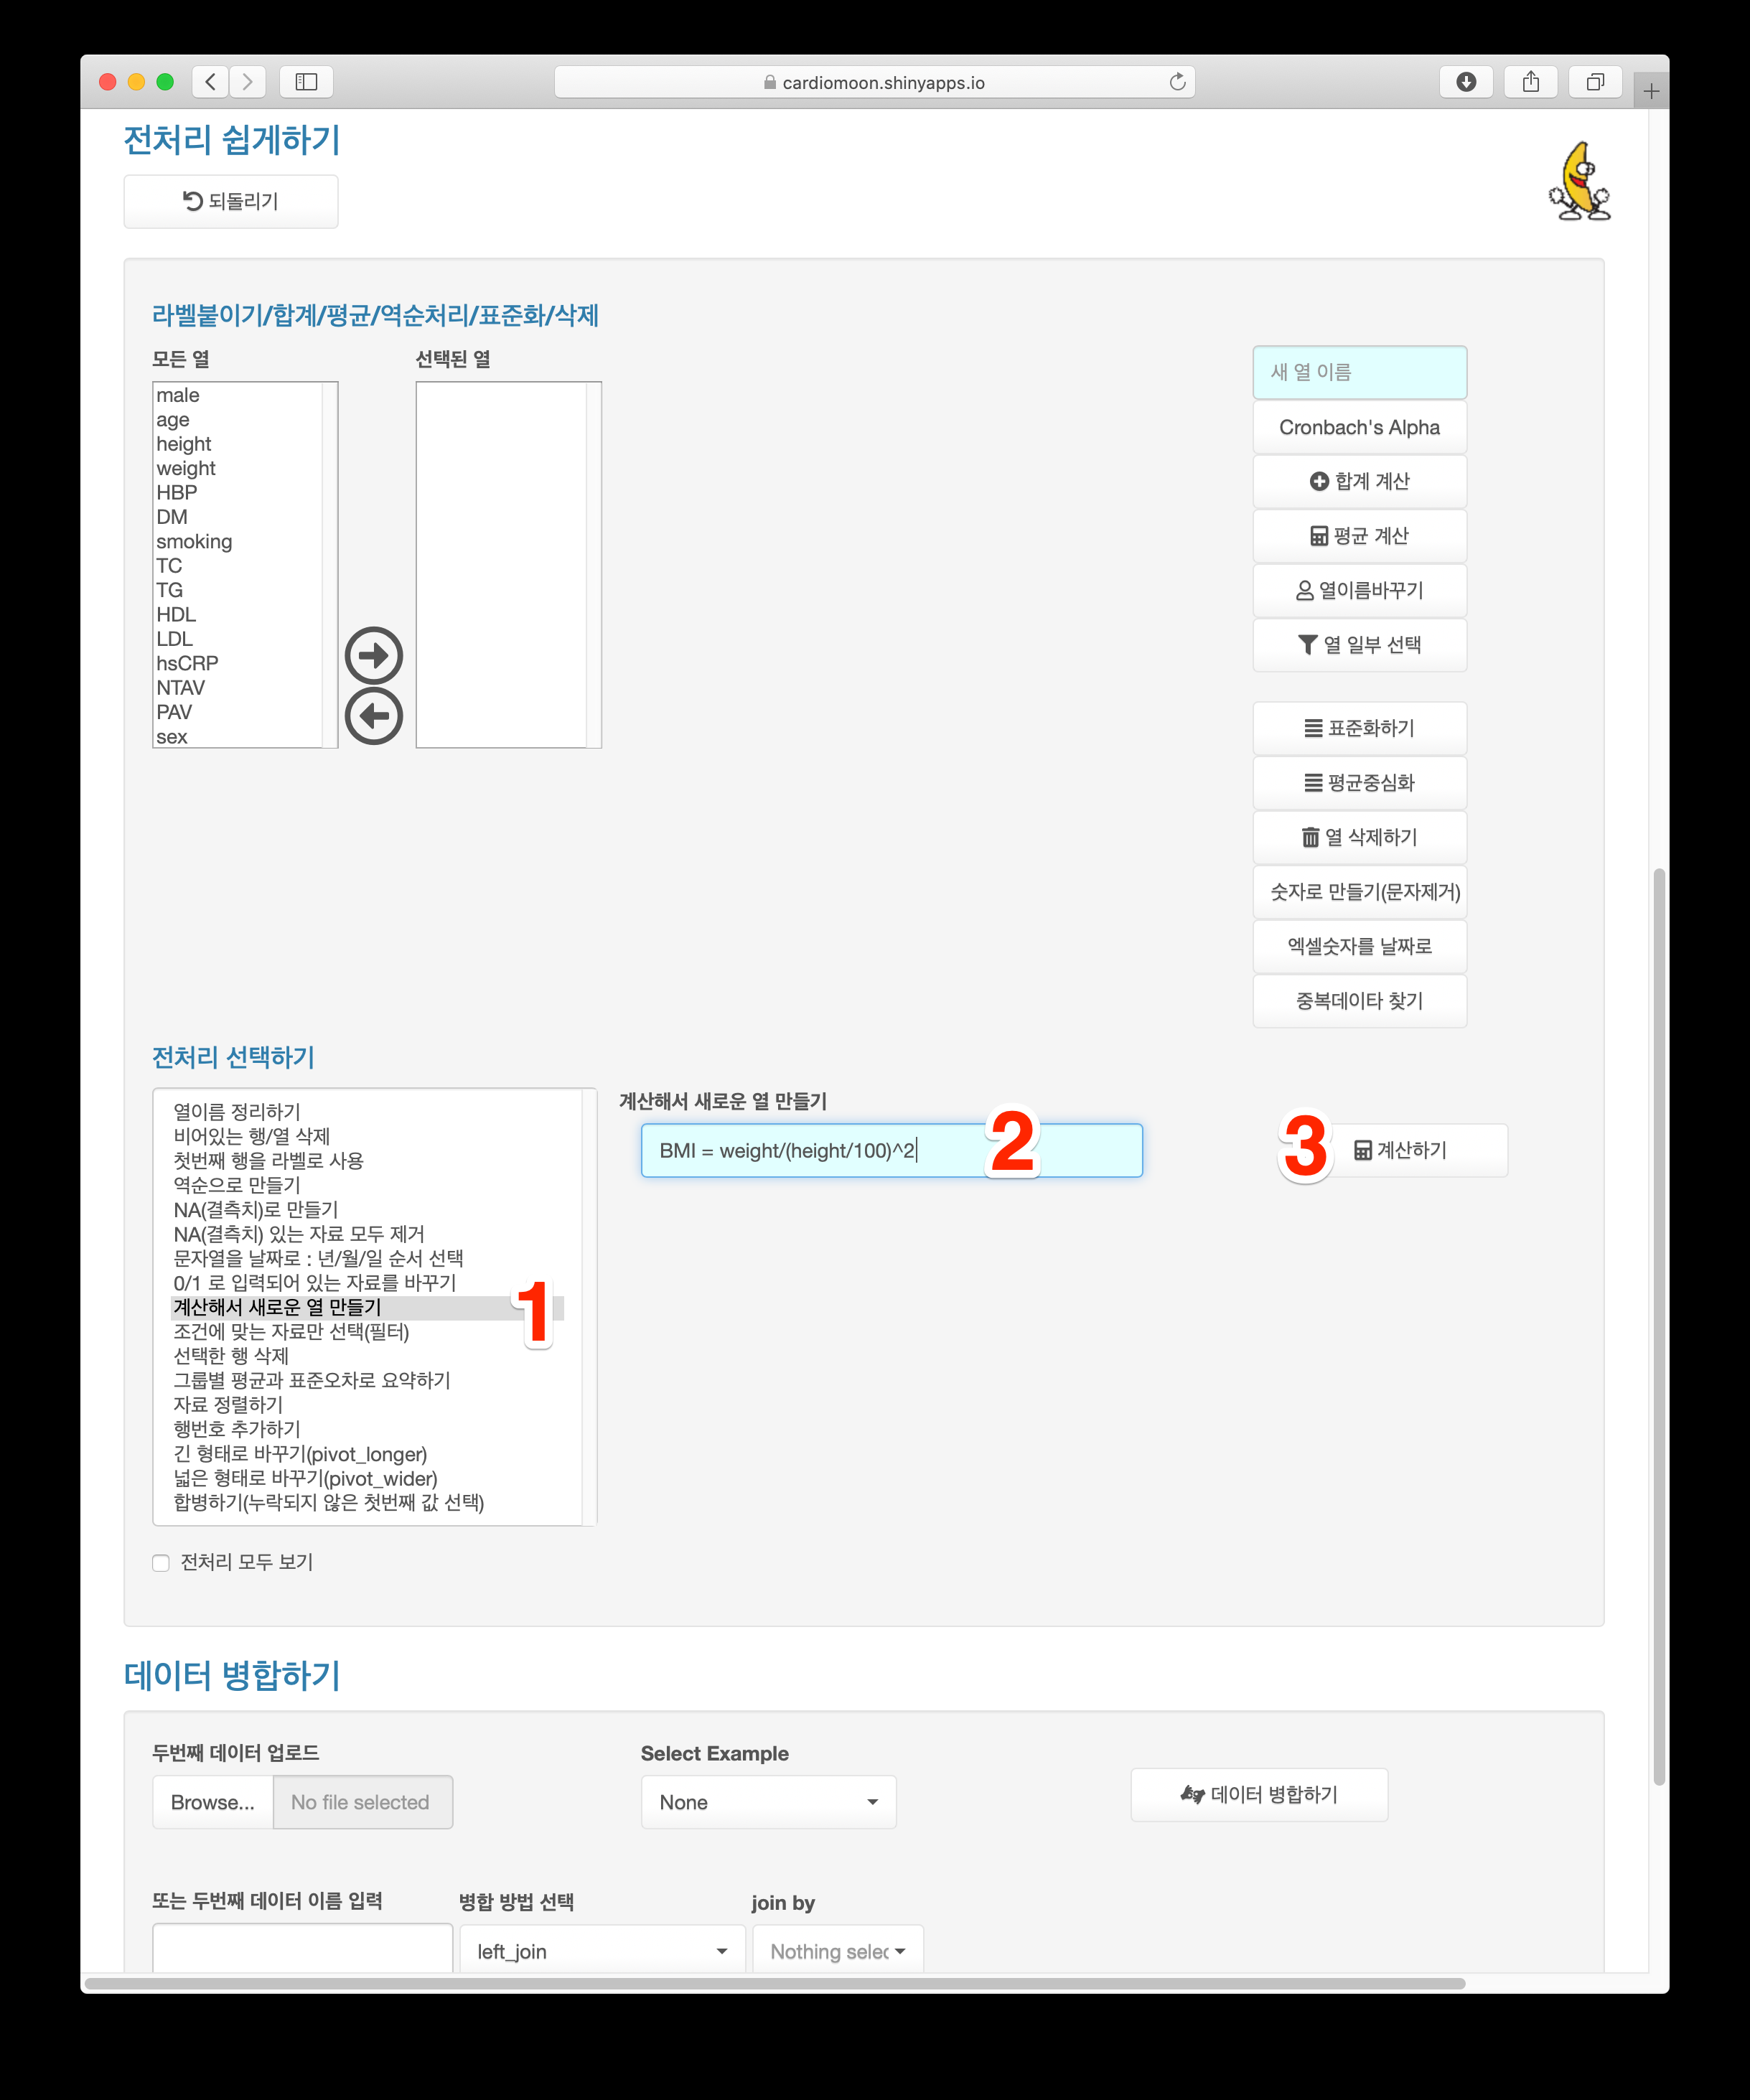 cardiomoon.shinyapps.io
전처리 쉽게하기
되돌리기
라벨붙이기/합계/평균/역순처리/표준화/삭제
모든 열
선택된 열
male
age
height
weight
HBP
DM
smoking
TC
TG
HDL
LDL
hsCRP
NTAV
PAV
sex
새 열 이름
Cronbach's Alpha
합계 계산
평균 계산
열이름바꾸기
열 일부 선택
표준화하기
평균중심화
열 삭제하기
숫자로 만들기(문자제거)
엑셀숫자를 날짜로
중복데이타 찾기
전처리 선택하기
열이름 정리하기
비어있는 행/열 삭제
첫번째 행을 라벨로 사용
역순으로 만들기
NA(결측치)로 만들기
NA(결측치) 있는 자료 모두 제거
문자열을 날짜로 : 년/월/일 순서 선택
0/1 로 입력되어 있는 자료를 바꾸기
계산해서 새로운 열 만들기 1
조건에 맞는 자료만 선택(필터)
선택한 행 삭제
그룹별 평균과 표준오차로 요약하기
자료 정렬하기
행번호 추가하기
긴 형태로 바꾸기(pivot_longer)
넓은 형태로 바꾸기(pivot_wider)
합병하기(누락되지 않은 첫번째 값 선택)
계산해서 새로운 열 만들기
BMI = weight/(height/100)^2 2
3 계산하기
전처리 모두 보기
데이터 병합하기
두번째 데이터 업로드
Browse... No file selected
Select Example
None
데이터 병합하기
또는 두번째 데이터 이름 입력
병합 방법 선택
left_join
join by
Nothing selec